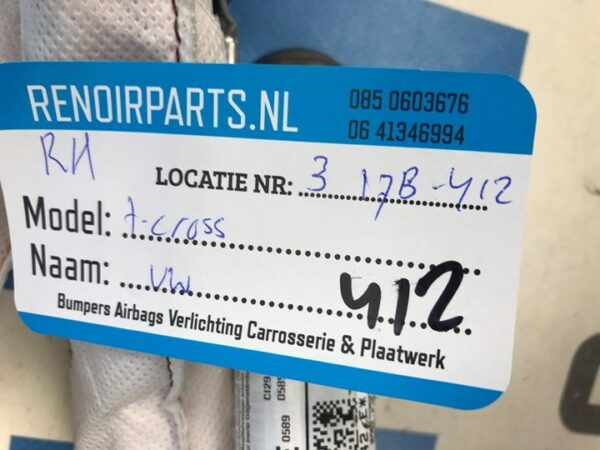 RENOIRPARTS.NL
085 0603676
06 41346994
RH
LOCATIE NR: 3 17B-412
Model: t-cross
Naam: VW
412
Bumpers Airbags Verlichting Carrosserie & Plaatwerk
0589